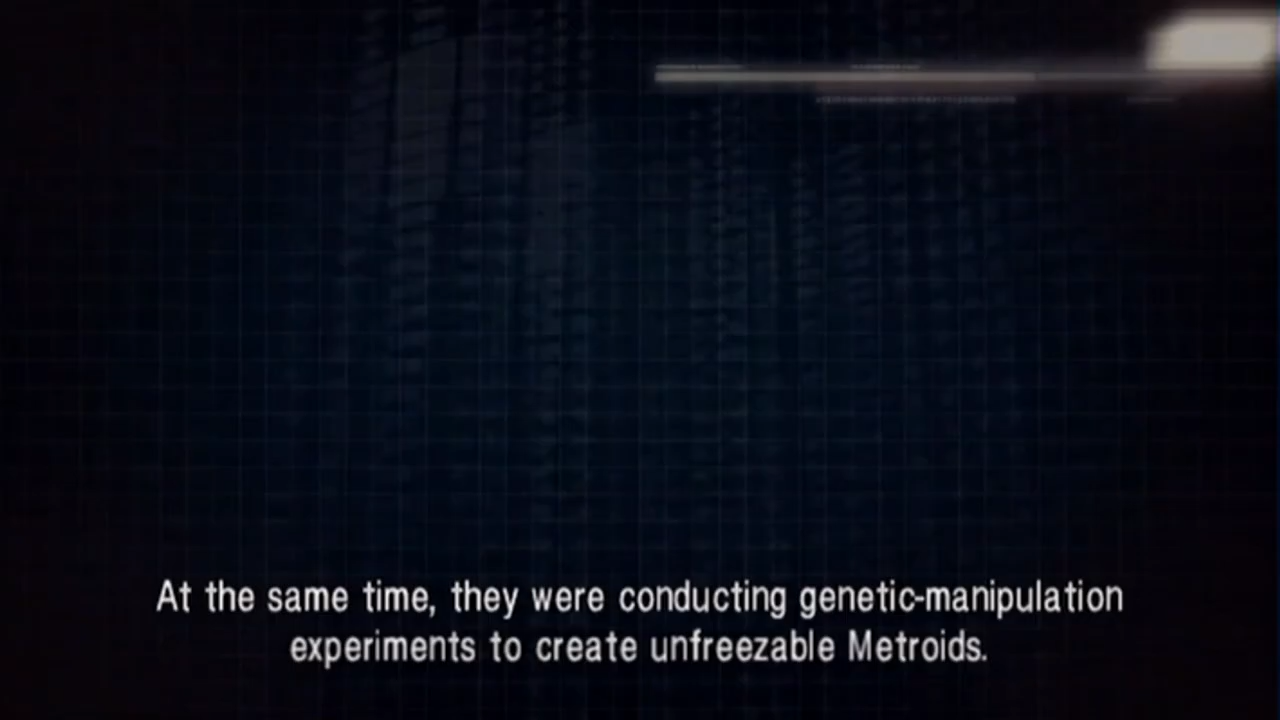 At the same time, they were conducting genetic-manipulation
experiments to create unfreezable Metroids.